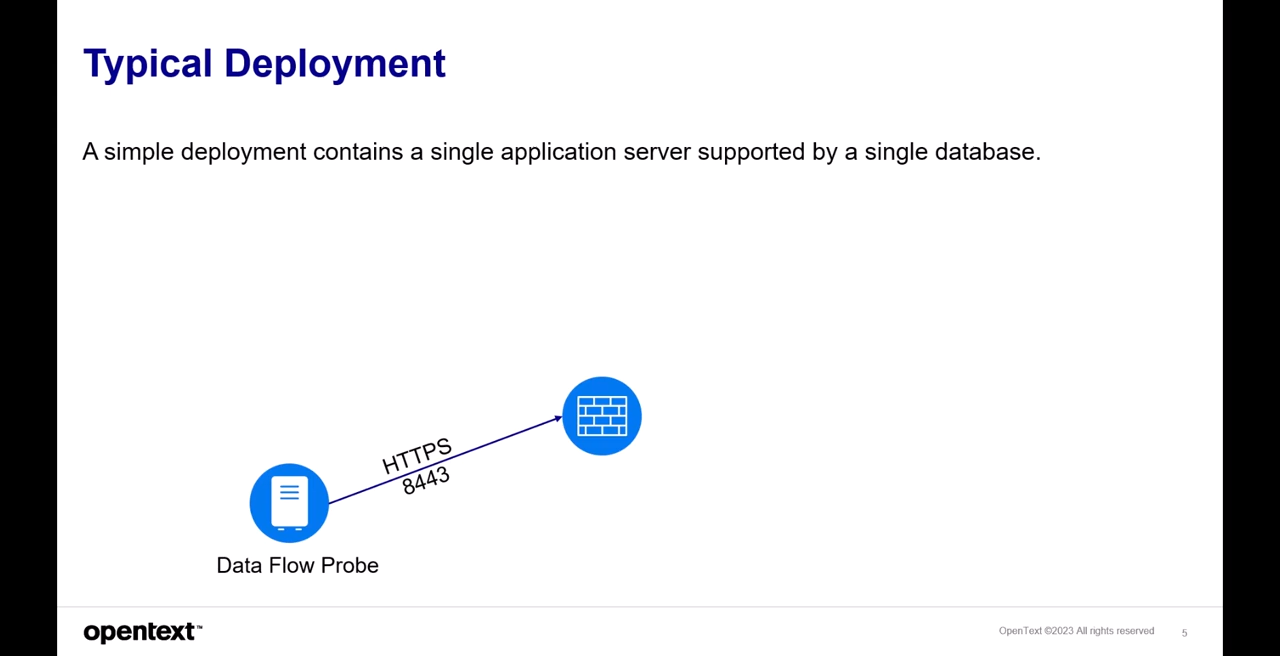 Typical Deployment
A simple deployment contains a single application server supported by a single database.
HTTPS
8443
Data Flow Probe
opentext™
OpenText ©2023 All rights reserved
5